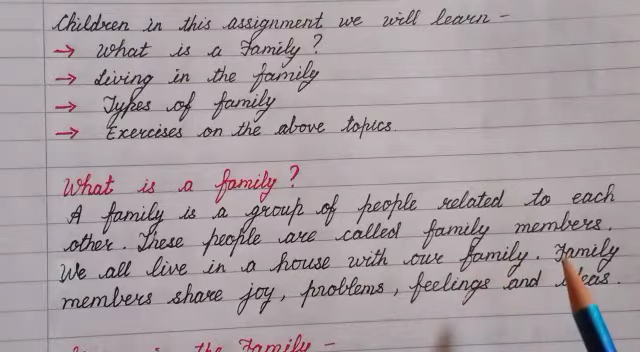 Children in this assignment we will learn -
→ What is a Family?
→ Living in the family
→ Types of family
→ Exercises on the above topics.
What is a family?
A family is a group of people related to each
other. These people are called family members.
We all live in a house with our family. Family
members share joy, problems, feelings and ideas.
the Family -